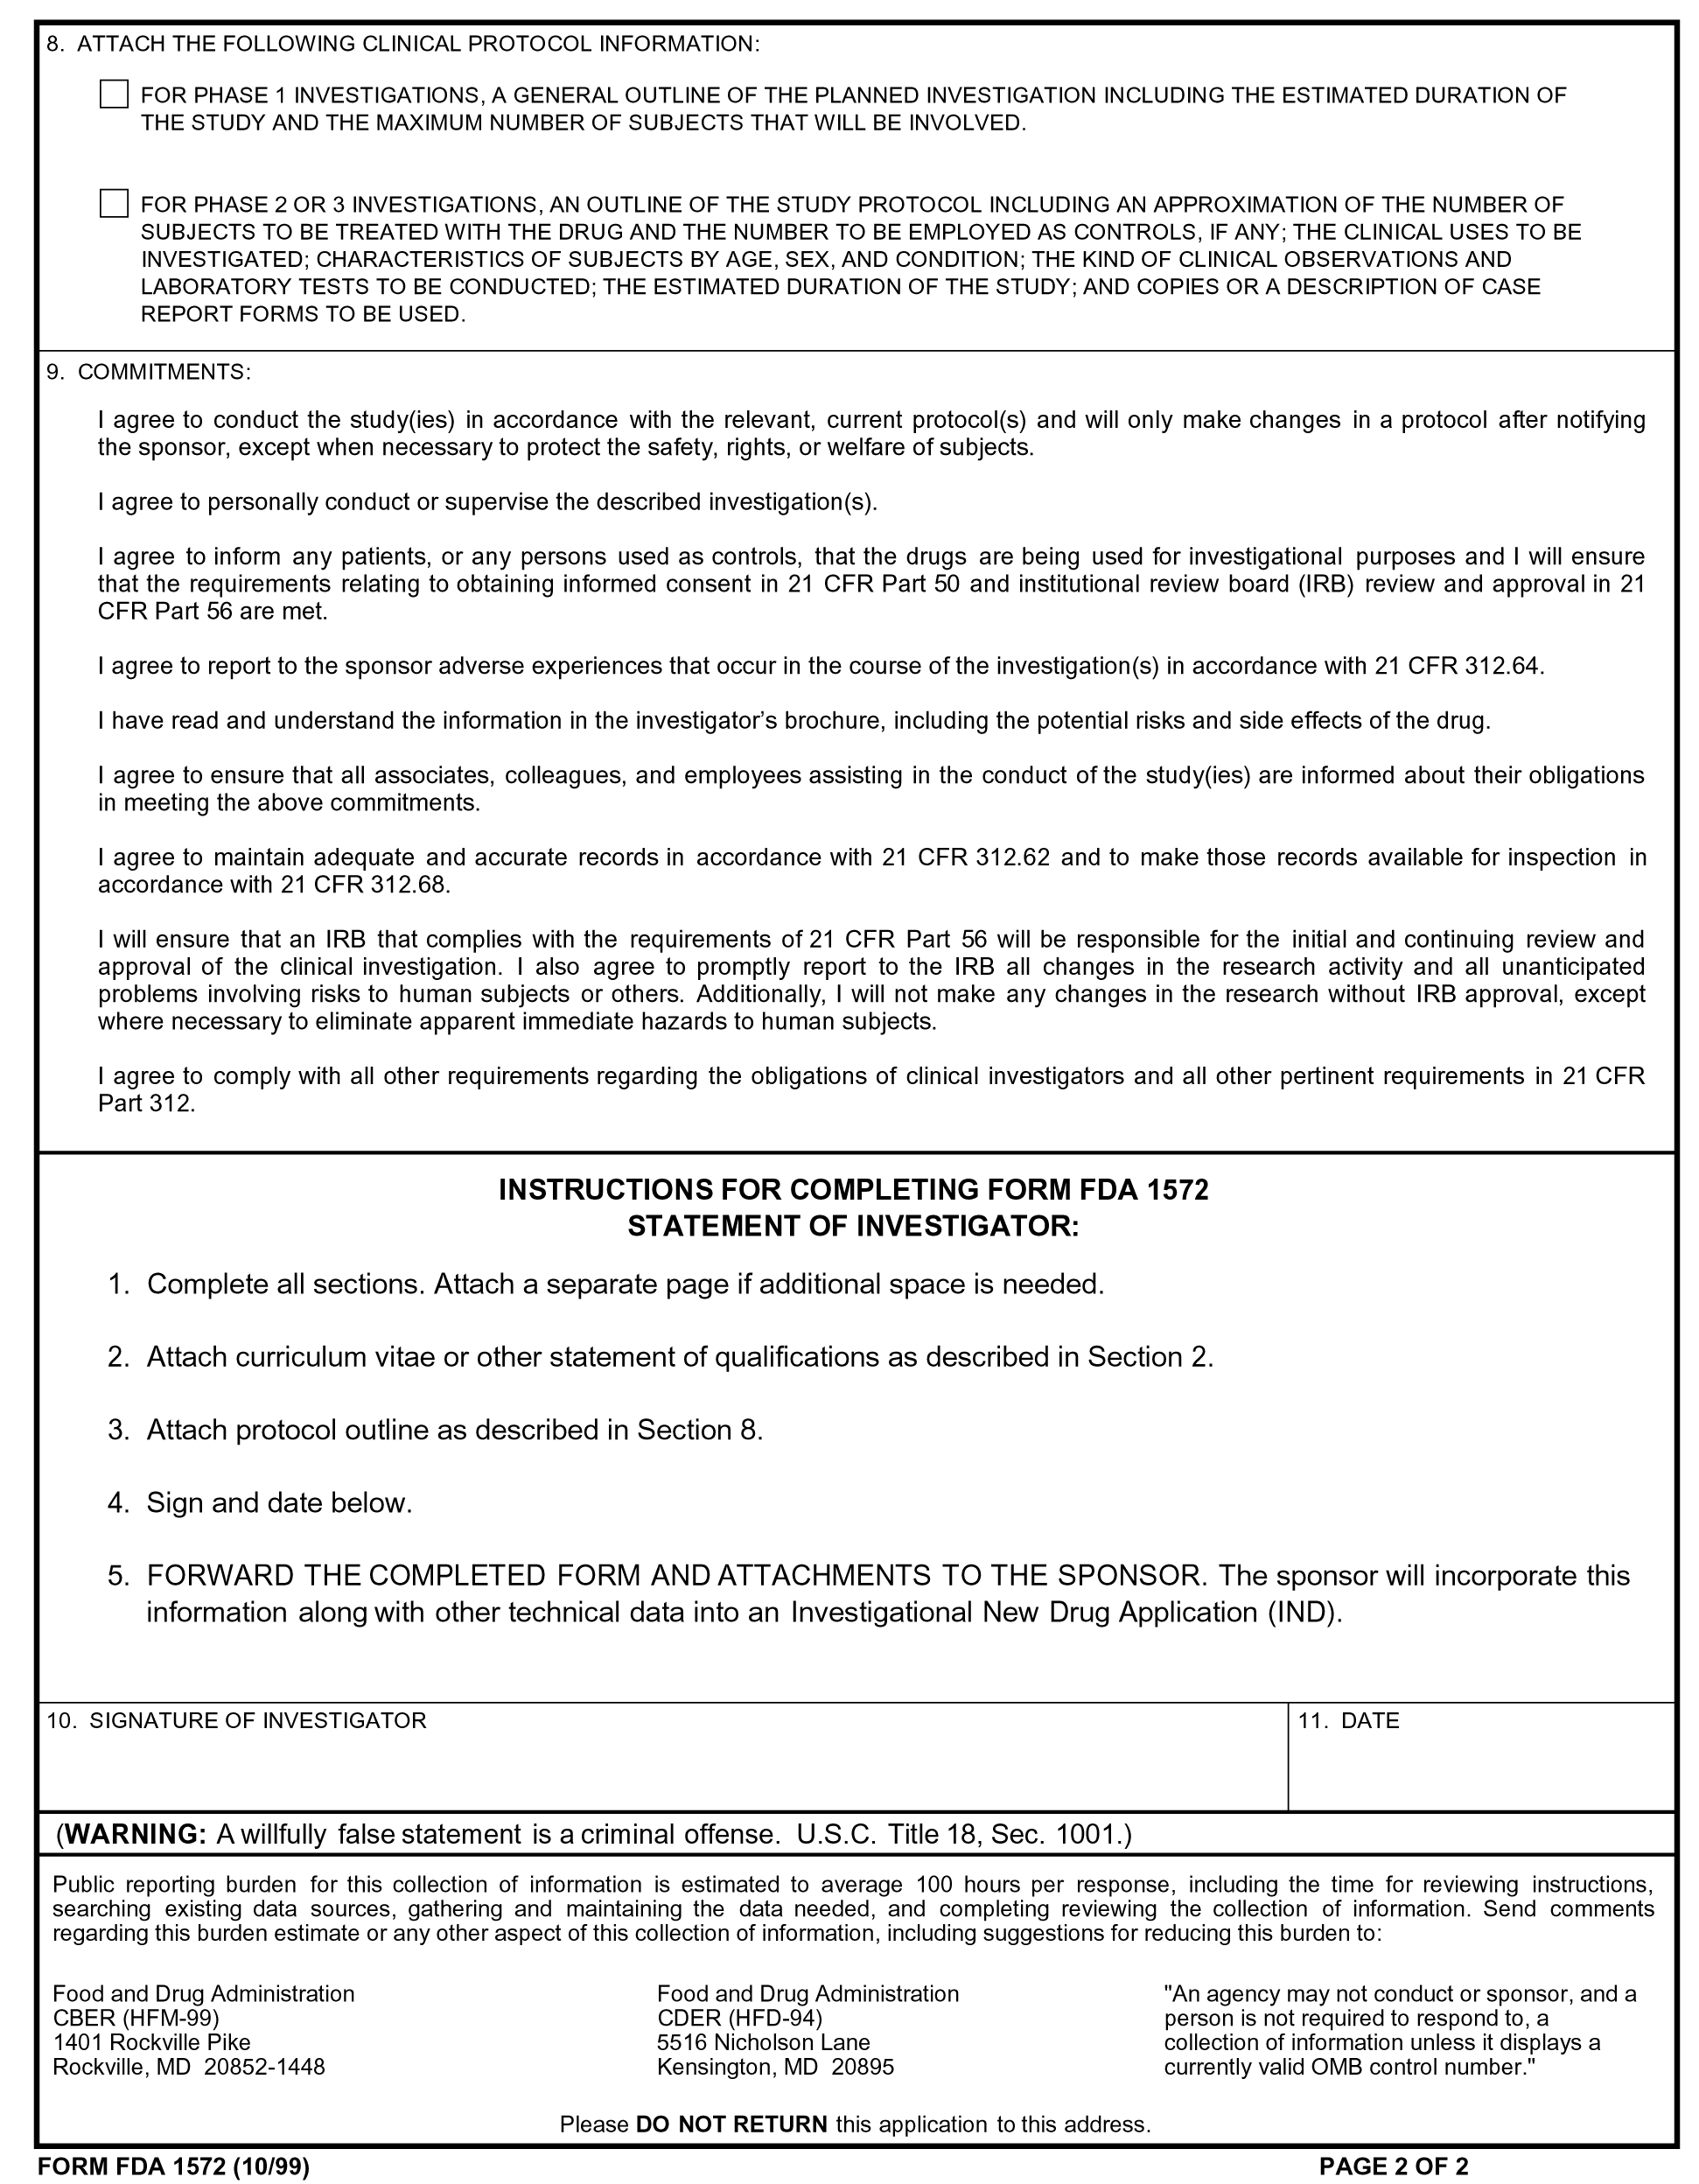 8. ATTACH THE FOLLOWING CLINICAL PROTOCOL INFORMATION:
FOR PHASE 1 INVESTIGATIONS, A GENERAL OUTLINE OF THE PLANNED INVESTIGATION INCLUDING THE ESTIMATED DURATION OF
THE STUDY AND THE MAXIMUM NUMBER OF SUBJECTS THAT WILL BE INVOLVED.
FOR PHASE 2 OR 3 INVESTIGATIONS, AN OUTLINE OF THE STUDY PROTOCOL INCLUDING AN APPROXIMATION OF THE NUMBER OF
SUBJECTS TO BE TREATED WITH THE DRUG AND THE NUMBER TO BE EMPLOYED AS CONTROLS, IF ANY; THE CLINICAL USES TO BE
INVESTIGATED; CHARACTERISTICS OF SUBJECTS BY AGE, SEX, AND CONDITION; THE KIND OF CLINICAL OBSERVATIONS AND
LABORATORY TESTS TO BE CONDUCTED; THE ESTIMATED DURATION OF THE STUDY; AND COPIES OR A DESCRIPTION OF CASE
REPORT FORMS TO BE USED.
9. COMMITMENTS:
I agree to conduct the study(ies) in accordance with the relevant, current protocol(s) and will only make changes in a protocol after notifying
the sponsor, except when necessary to protect the safety, rights, or welfare of subjects.
I agree to personally conduct or supervise the described investigation(s).
I agree to inform any patients, or any persons used as controls, that the drugs are being used for investigational purposes and I will ensure
that the requirements relating to obtaining informed consent in 21 CFR Part 50 and institutional review board (IRB) review and approval in 21
CFR Part 56 are met.
I agree to report to the sponsor adverse experiences that occur in the course of the investigation(s) in accordance with 21 CFR 312.64.
I have read and understand the information in the investigator’s brochure, including the potential risks and side effects of the drug.
I agree to ensure that all associates, colleagues, and employees assisting in the conduct of the study(ies) are informed about their obligations
in meeting the above commitments.
I agree to maintain adequate and accurate records in accordance with 21 CFR 312.62 and to make those records available for inspection in
accordance with 21 CFR 312.68.
I will ensure that an IRB that complies with the requirements of 21 CFR Part 56 will be responsible for the initial and continuing review and
approval of the clinical investigation. I also agree to promptly report to the IRB all changes in the research activity and all unanticipated
problems involving risks to human subjects or others. Additionally, I will not make any changes in the research without IRB approval, except
where necessary to eliminate apparent immediate hazards to human subjects.
I agree to comply with all other requirements regarding the obligations of clinical investigators and all other pertinent requirements in 21 CFR
Part 312.
INSTRUCTIONS FOR COMPLETING FORM FDA 1572
STATEMENT OF INVESTIGATOR:
1. Complete all sections. Attach a separate page if additional space is needed.
2. Attach curriculum vitae or other statement of qualifications as described in Section 2.
3. Attach protocol outline as described in Section 8.
4. Sign and date below.
5. FORWARD THE COMPLETED FORM AND ATTACHMENTS TO THE SPONSOR. The sponsor will incorporate this
information along with other technical data into an Investigational New Drug Application (IND).
10. SIGNATURE OF INVESTIGATOR
11. DATE
(WARNING: A willfully false statement is a criminal offense. U.S.C. Title 18, Sec. 1001.)
Public reporting burden for this collection of information is estimated to average 100 hours per response, including the time for reviewing instructions,
searching existing data sources, gathering and maintaining the data needed, and completing reviewing the collection of information. Send comments
regarding this burden estimate or any other aspect of this collection of information, including suggestions for reducing this burden to:
Food and Drug Administration
CBER (HFM-99)
1401 Rockville Pike
Rockville, MD 20852-1448
Food and Drug Administration
CDER (HFD-94)
5516 Nicholson Lane
Kensington, MD 20895
"An agency may not conduct or sponsor, and a
person is not required to respond to, a
collection of information unless it displays a
currently valid OMB control number."
Please DO NOT RETURN this application to this address.
FORM FDA 1572 (10/99)
PAGE 2 OF 2